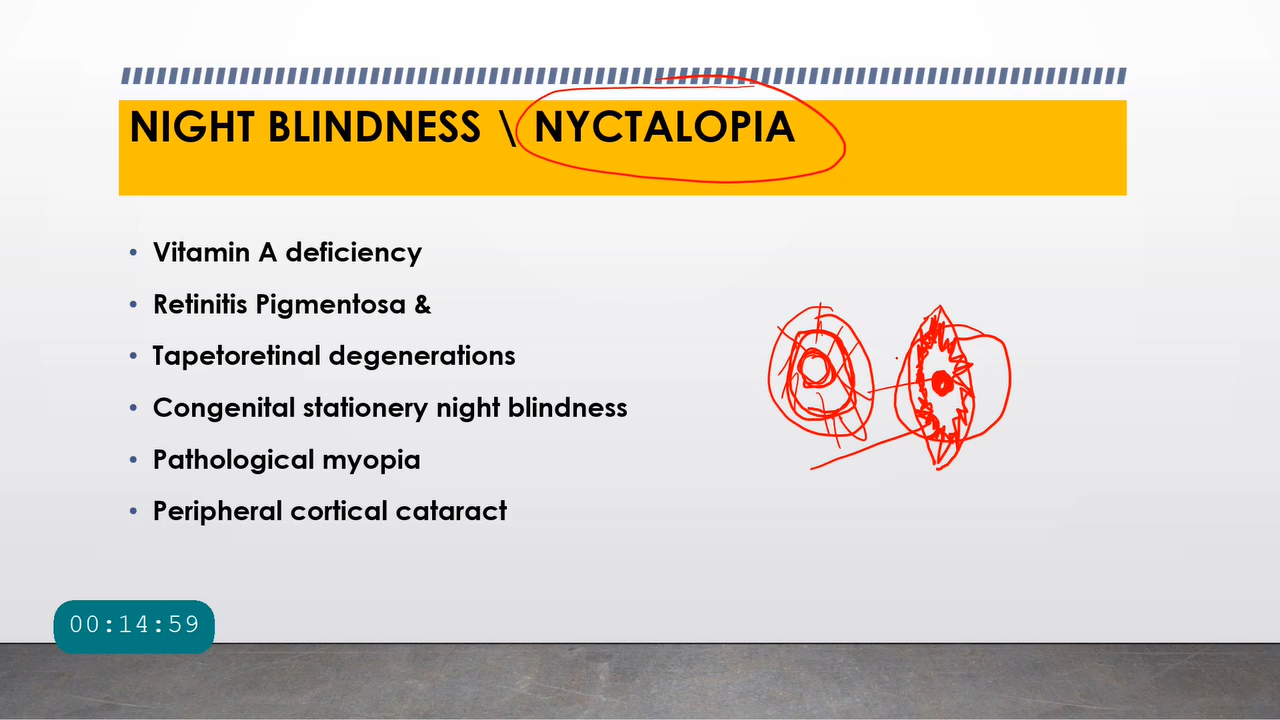 NIGHT BLINDNESS \ NYCTALOPIA
• Vitamin A deficiency
• Retinitis Pigmentosa &
• Tapetoretinal degenerations
• Congenital stationery night blindness
• Pathological myopia
• Peripheral cortical cataract
00:14:59